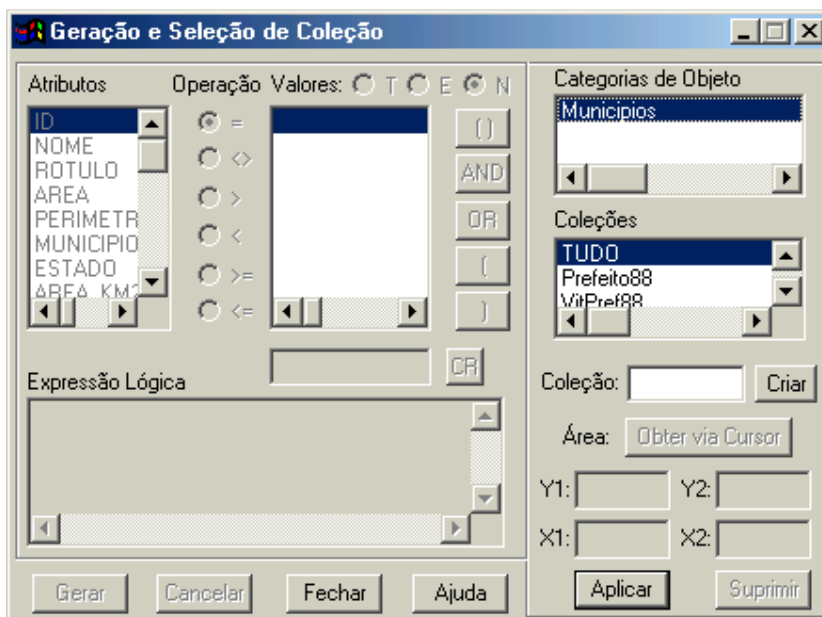 Geração e Seleção de Coleção
Atributos
Operação
Valores: T E N
ID
NOME
ROTULO
AREA
PERIMETR
MUNICIPIO
ESTADO
AREA_KM2
=
<>
>
<
>=
<=
()
AND
OR
(
)
CR
Expressão Lógica
Gerar
Cancelar
Fechar
Ajuda
Categorias de Objeto
Municipios
Coleções
TUDO
Prefeito88
VitPref88
Coleção:
Criar
Área:
Obter via Cursor
Y1:
Y2:
X1:
X2:
Aplicar
Suprimir